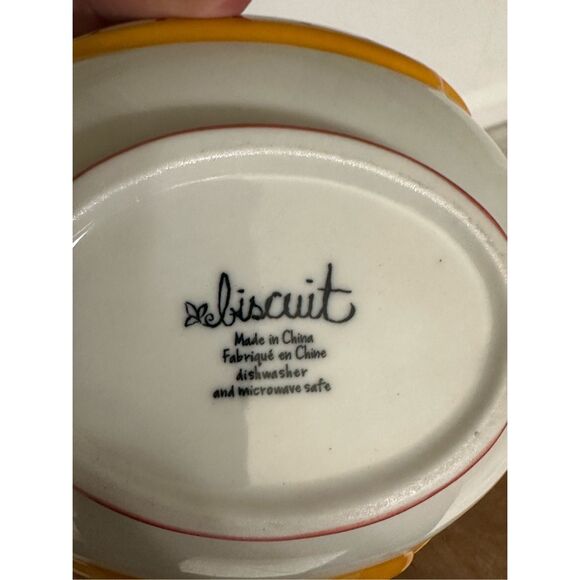 biscuit
Made in China
Fabriqué en Chine
dishwasher
and microwave safe